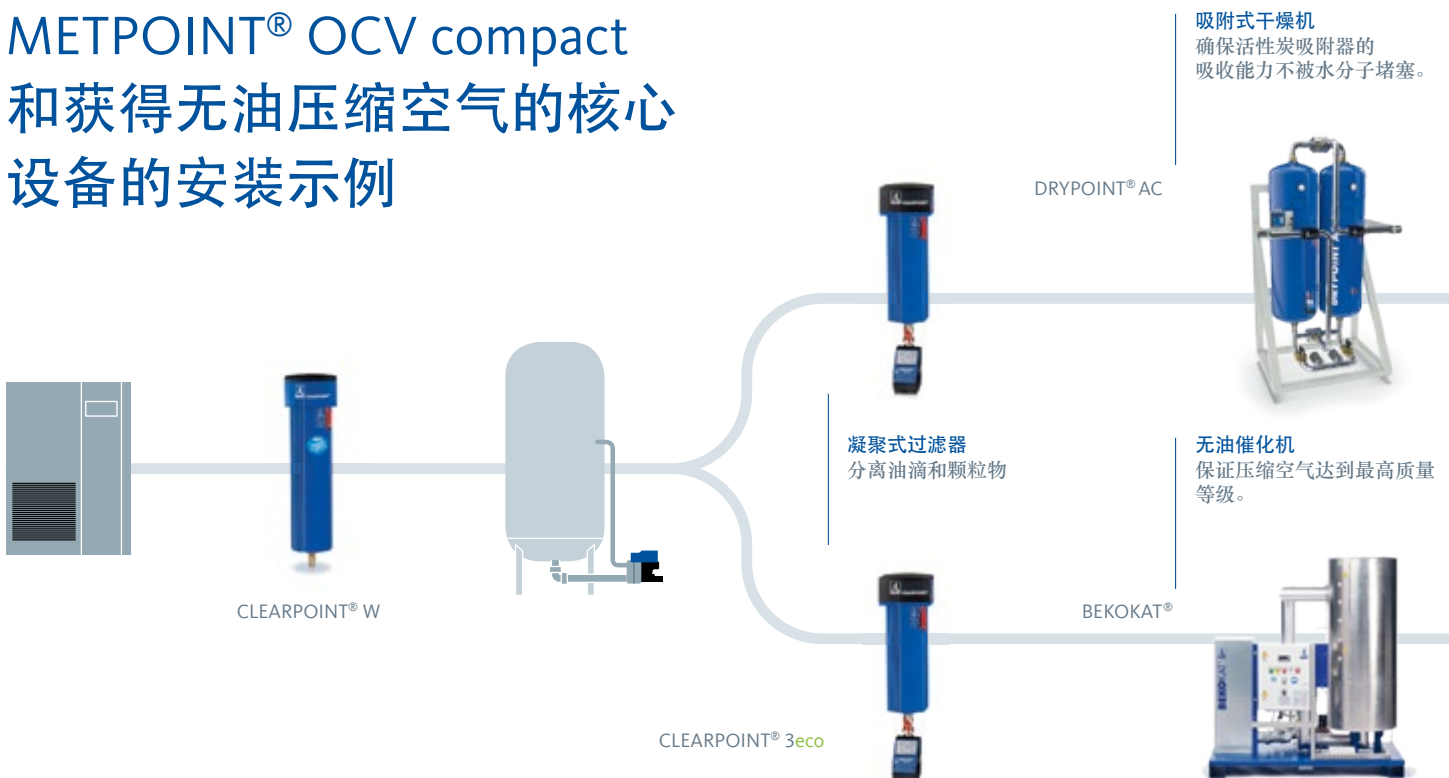 METPOINT® OCV compact
和获得无油压缩空气的核心
设备的安装示例
吸附式干燥机
确保活性炭吸附器的
吸收能力不被水分子堵塞。
DRYPOINT® AC
凝聚式过滤器
分离油滴和颗粒物
无油催化机
保证压缩空气达到最高质量
等级。
CLEARPOINT® W
BEKOKAT®
CLEARPOINT® 3eco